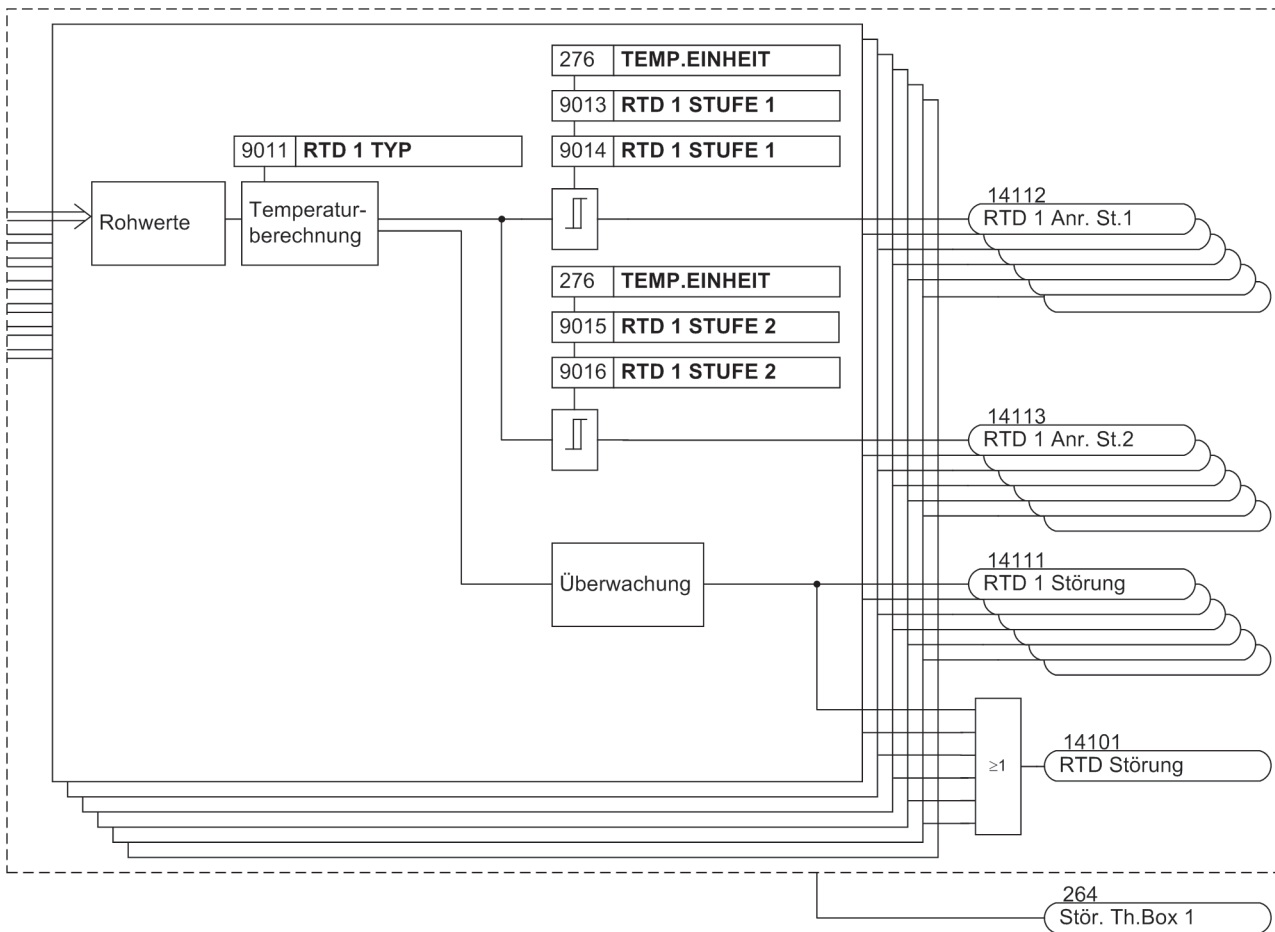 276 TEMP.EINHEIT
9013 RTD 1 STUFE 1
9014 RTD 1 STUFE 1
9011 RTD 1 TYP
Rohwerte
Temperatur-
berechnung
14112
RTD 1 Anr. St.1
276 TEMP.EINHEIT
9015 RTD 1 STUFE 2
9016 RTD 1 STUFE 2
14113
RTD 1 Anr. St.2
Überwachung
14111
RTD 1 Störung
≥1
14101
RTD Störung
264
Stör. Th.Box 1